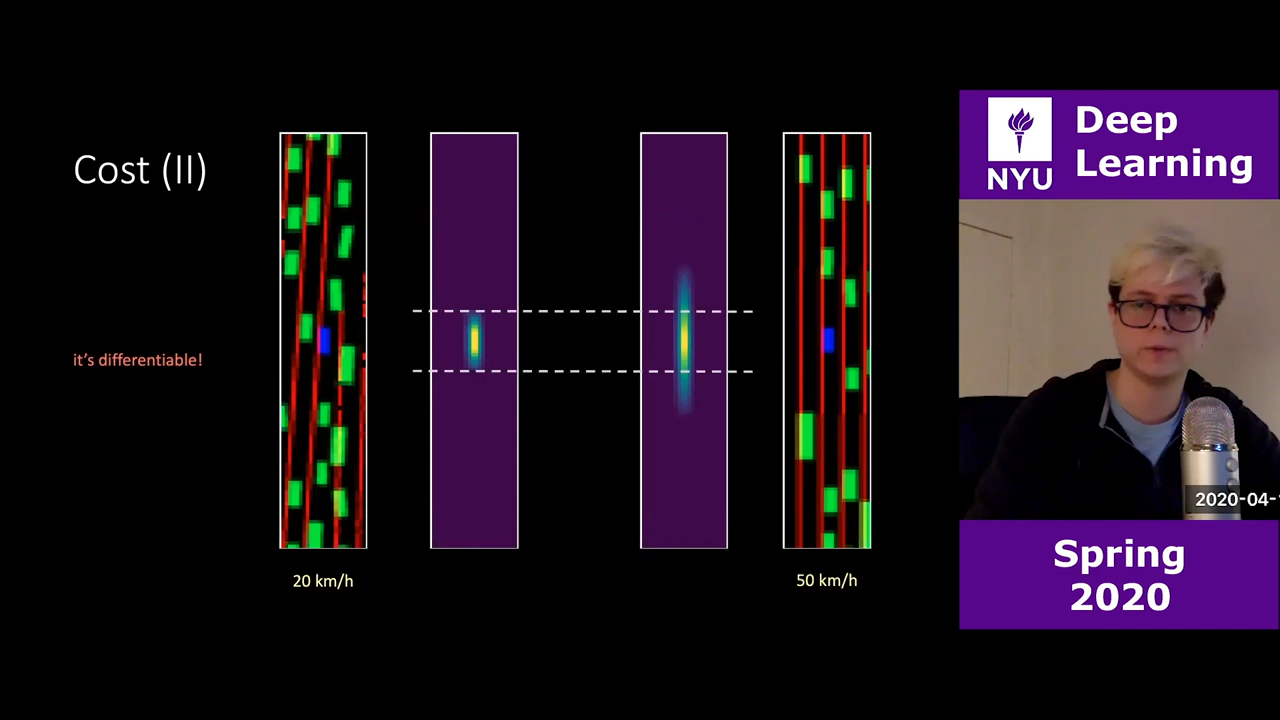 Cost (II)
it's differentiable!
20 km/h
50 km/h
NYU
Deep
Learning
2020-04-
Spring
2020